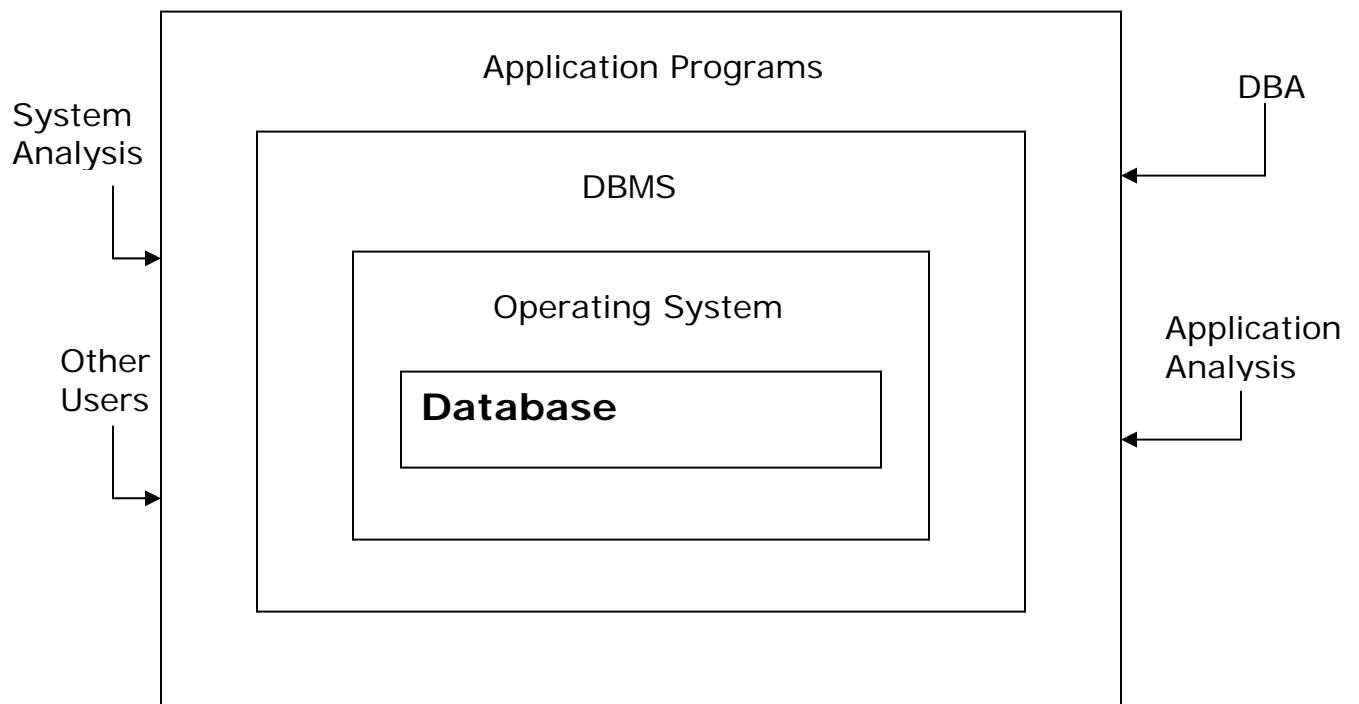 Application Programs
DBA
System
Analysis
DBMS
Operating System
Application
Analysis
Other
Users
Database